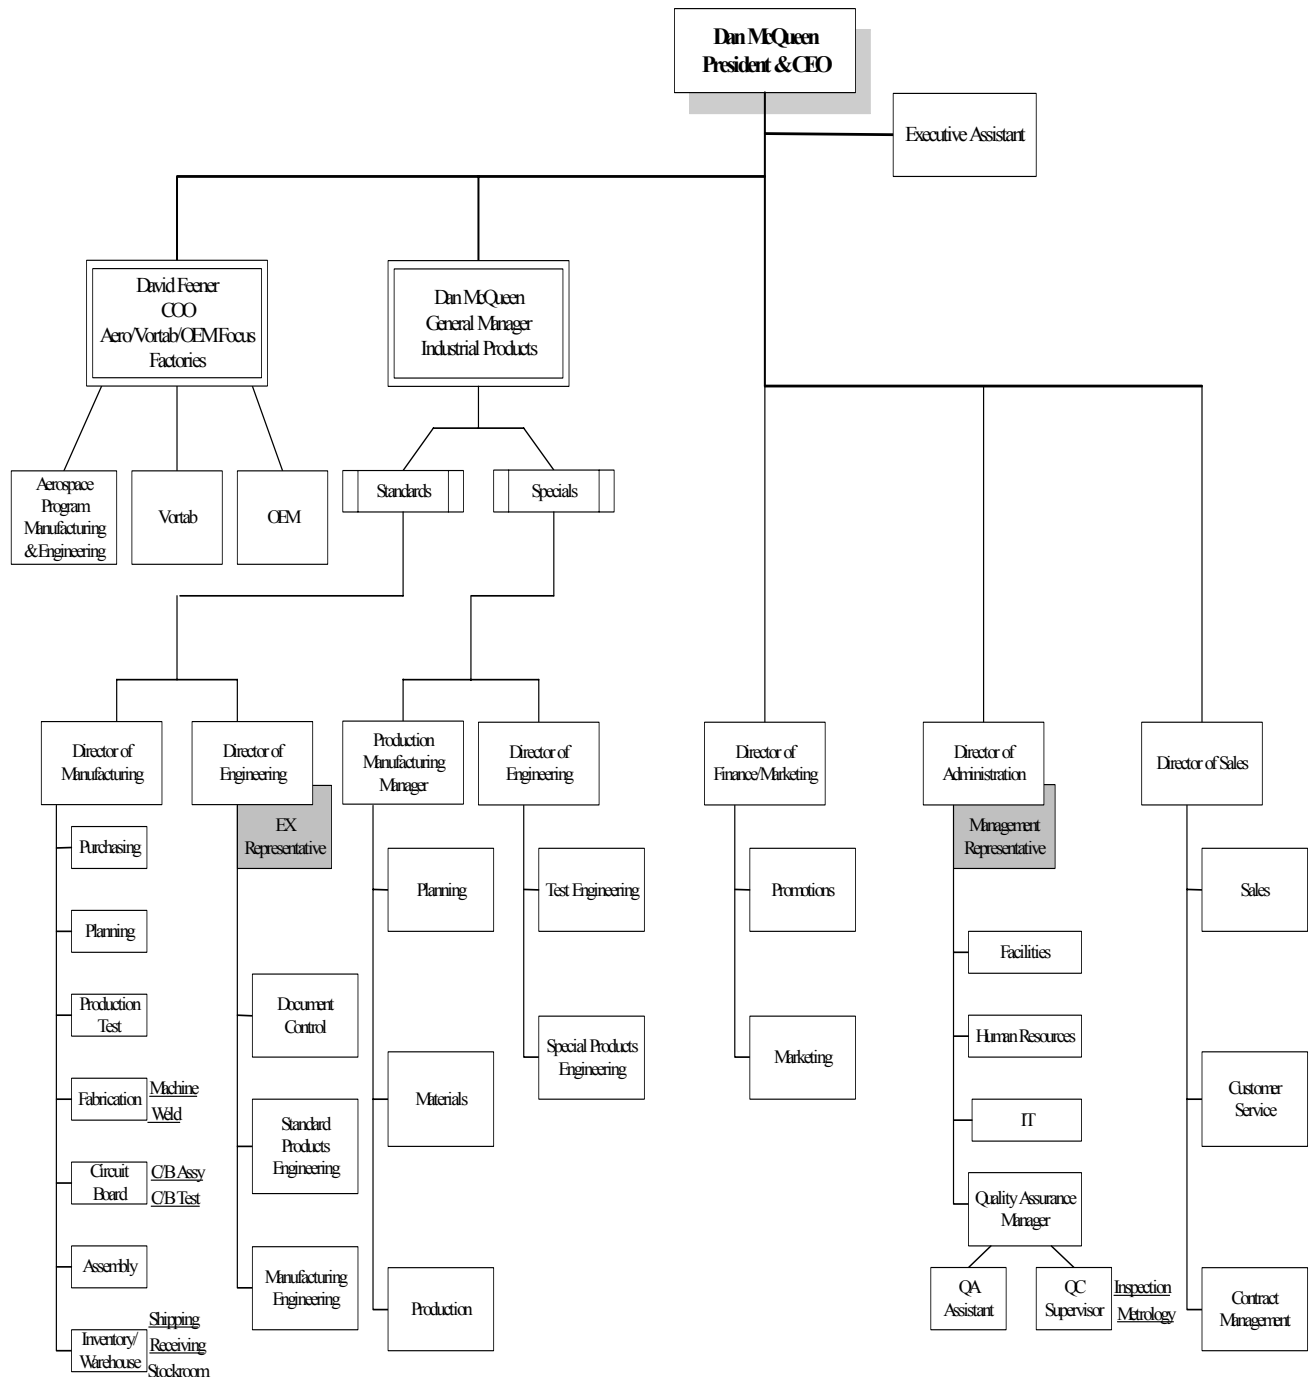 Dan McQueen
President & CEO
Executive Assistant
David Feener
COO
Aero/Vortab/OEM Focus
Factories
Dan McQueen
General Manager
Industrial Products
Aerospace
Program
Manufacturing
& Engineering
Vortab
OEM
Standards
Specials
Director of
Manufacturing
Director of
Engineering
Production
Manufacturing
Manager
Director of
Engineering
Director of
Finance/Marketing
Director of
Administration
Director of Sales
EX
Representative
Management
Representative
Purchasing
Planning
Production
Test
Fabrication
Machine
Weld
Circuit
Board
C/B Assy
C/B Test
Assembly
Inventory/
Warehouse
Shipping
Receiving
Stockroom
Document
Control
Standard
Products
Engineering
Manufacturing
Engineering
Planning
Materials
Production
Test Engineering
Special Products
Engineering
Promotions
Marketing
Facilities
Human Resources
IT
Quality Assurance
Manager
QA
Assistant
QC
Supervisor
Inspection
Metrology
Sales
Customer
Service
Contract
Management